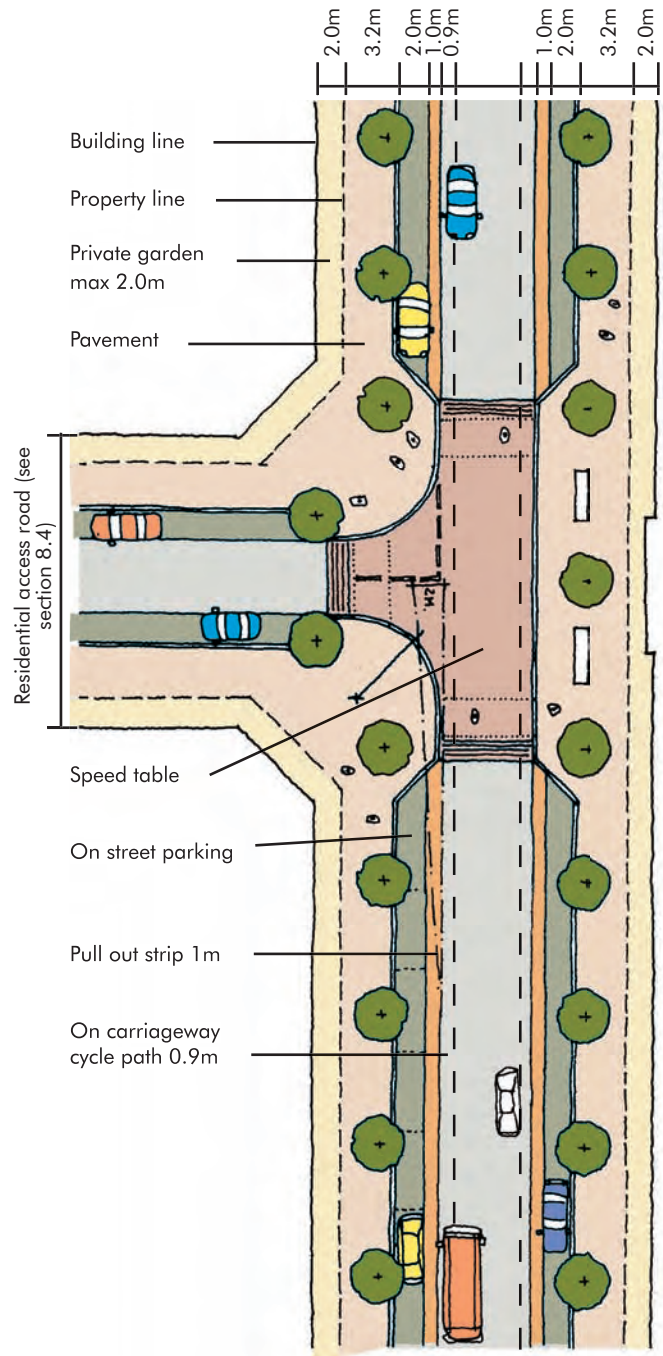 2.0m
3.2m
2.0m
1.0m
0.9m
1.0m
2.0m
3.2m
2.0m
Building line
Property line
Private garden
max 2.0m
Pavement
Residential access road (see
section 8.4)
2M
Speed table
On street parking
Pull out strip 1m
On carriageway
cycle path 0.9m